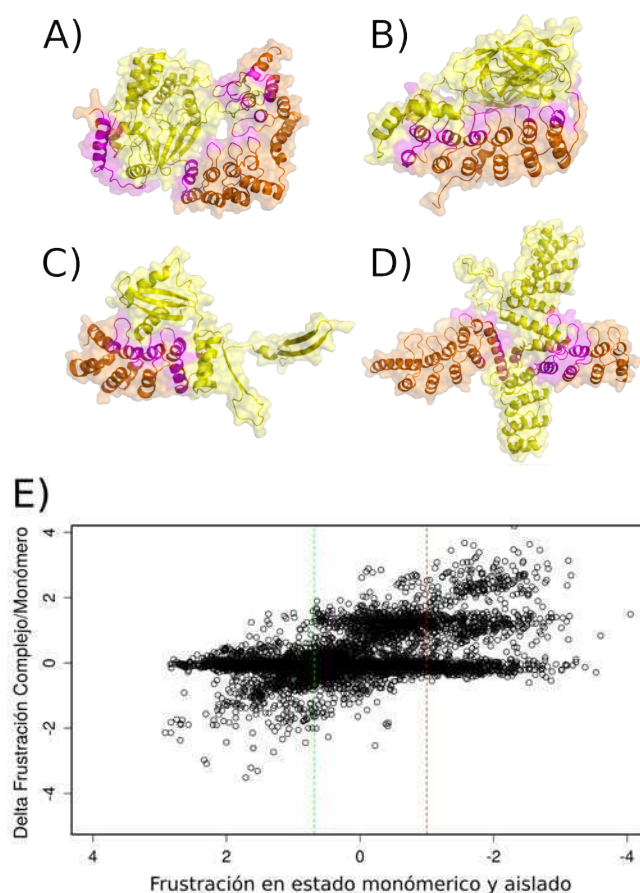 A)
B)
C)
D)
E)
Delta Frustración Complejo/Monómero
4
2
0
-2
-4
4
2
0
-2
-4
Frustración en estado monómerico y aislado